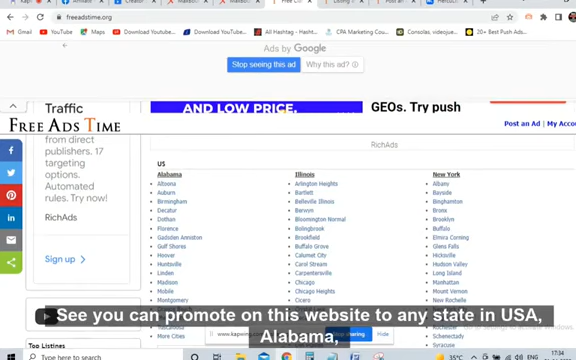 freeadstime.org
Gmail
YouTube
Maps
Download Youtube...
Download YouTube...
All Hashtag - Hasht...
CPA Marketing Cou...
Consolas, videojue...
20+ Best Push Ads...
Ads by Google
Stop seeing this ad
Why this ad?
Traffic
from direct
publishers. 17
targeting
options.
Automated
rules. Try now!
RichAds
Sign up
AND LOW PRICE.
GEOs. Try push
FREE ADS TIME
Post an Ad | My Accou
RichAds
US
Alabama
Altoona
Auburn
Birmingham
Decatur
Dothan
Florence
Gadsden Anniston
Gulf Shores
Hoover
Huntsville
Linden
Madison
Mobile
Montgomery
More Cities
Illinois
Arlington Heights
Bartlett
Belleville Illinois
Berwyn
Bloomington Normal
Bolingbrook
Brookfield
Buffalo Grove
Calumet City
Carol Stream
Carpentersville
Chicago
Chicago Heights
Cicero
New York
Albany
Bayside
Binghamton
Bronx
Brooklyn
Buffalo
Elmira Corning
Glens Falls
Hicksville
Hudson Valley
Long Island
Manhattan
Mount Vernon
New Rochelle
Schenectady
Syracuse
Top Listings
See you can promote on this website to any state in USA,
Alabama,
Hide
Type here to search
35°C
17:34